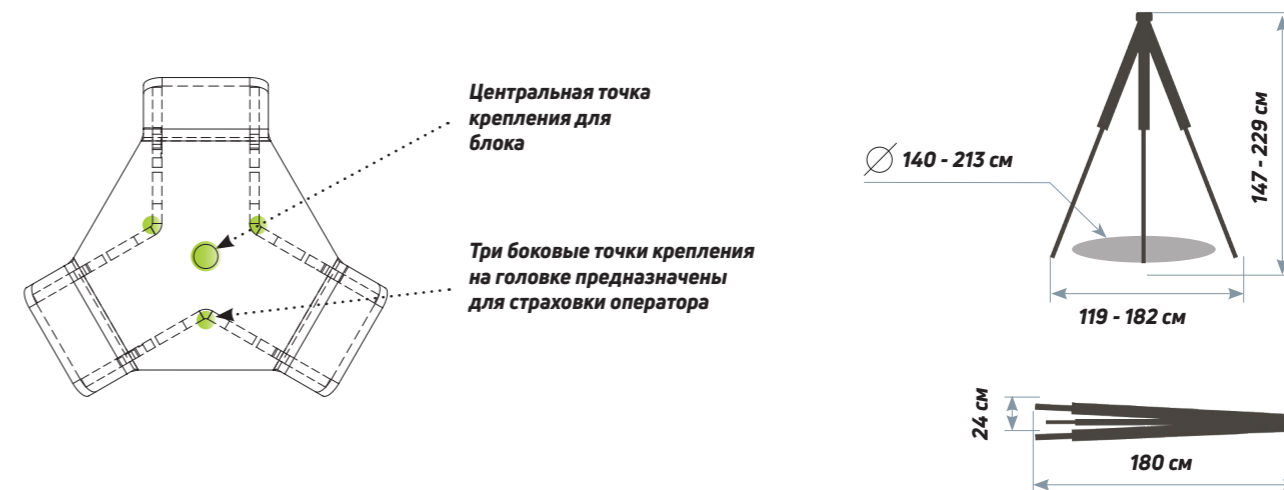 Центральная точка
крепления для
блока
Три боковые точки крепления
на головке предназначены
для страховки оператора
∅ 140 - 213 см
147 - 229 см
119 - 182 см
24 см
180 см